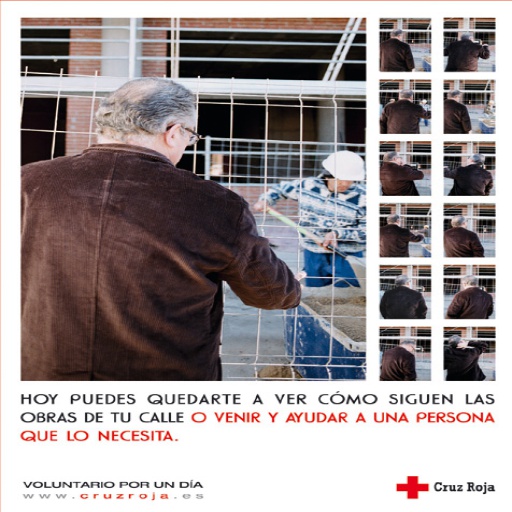 HOY PUEDES QUEDARTE A VER CÓMO SIGUEN LAS
OBRAS DE TU CALLE O VENIR Y AYUDAR A UNA PERSONA
QUE LO NECESITA.
VOLUNTARIO POR UN DÍA
www.cruzroja.es
Cruz Roja